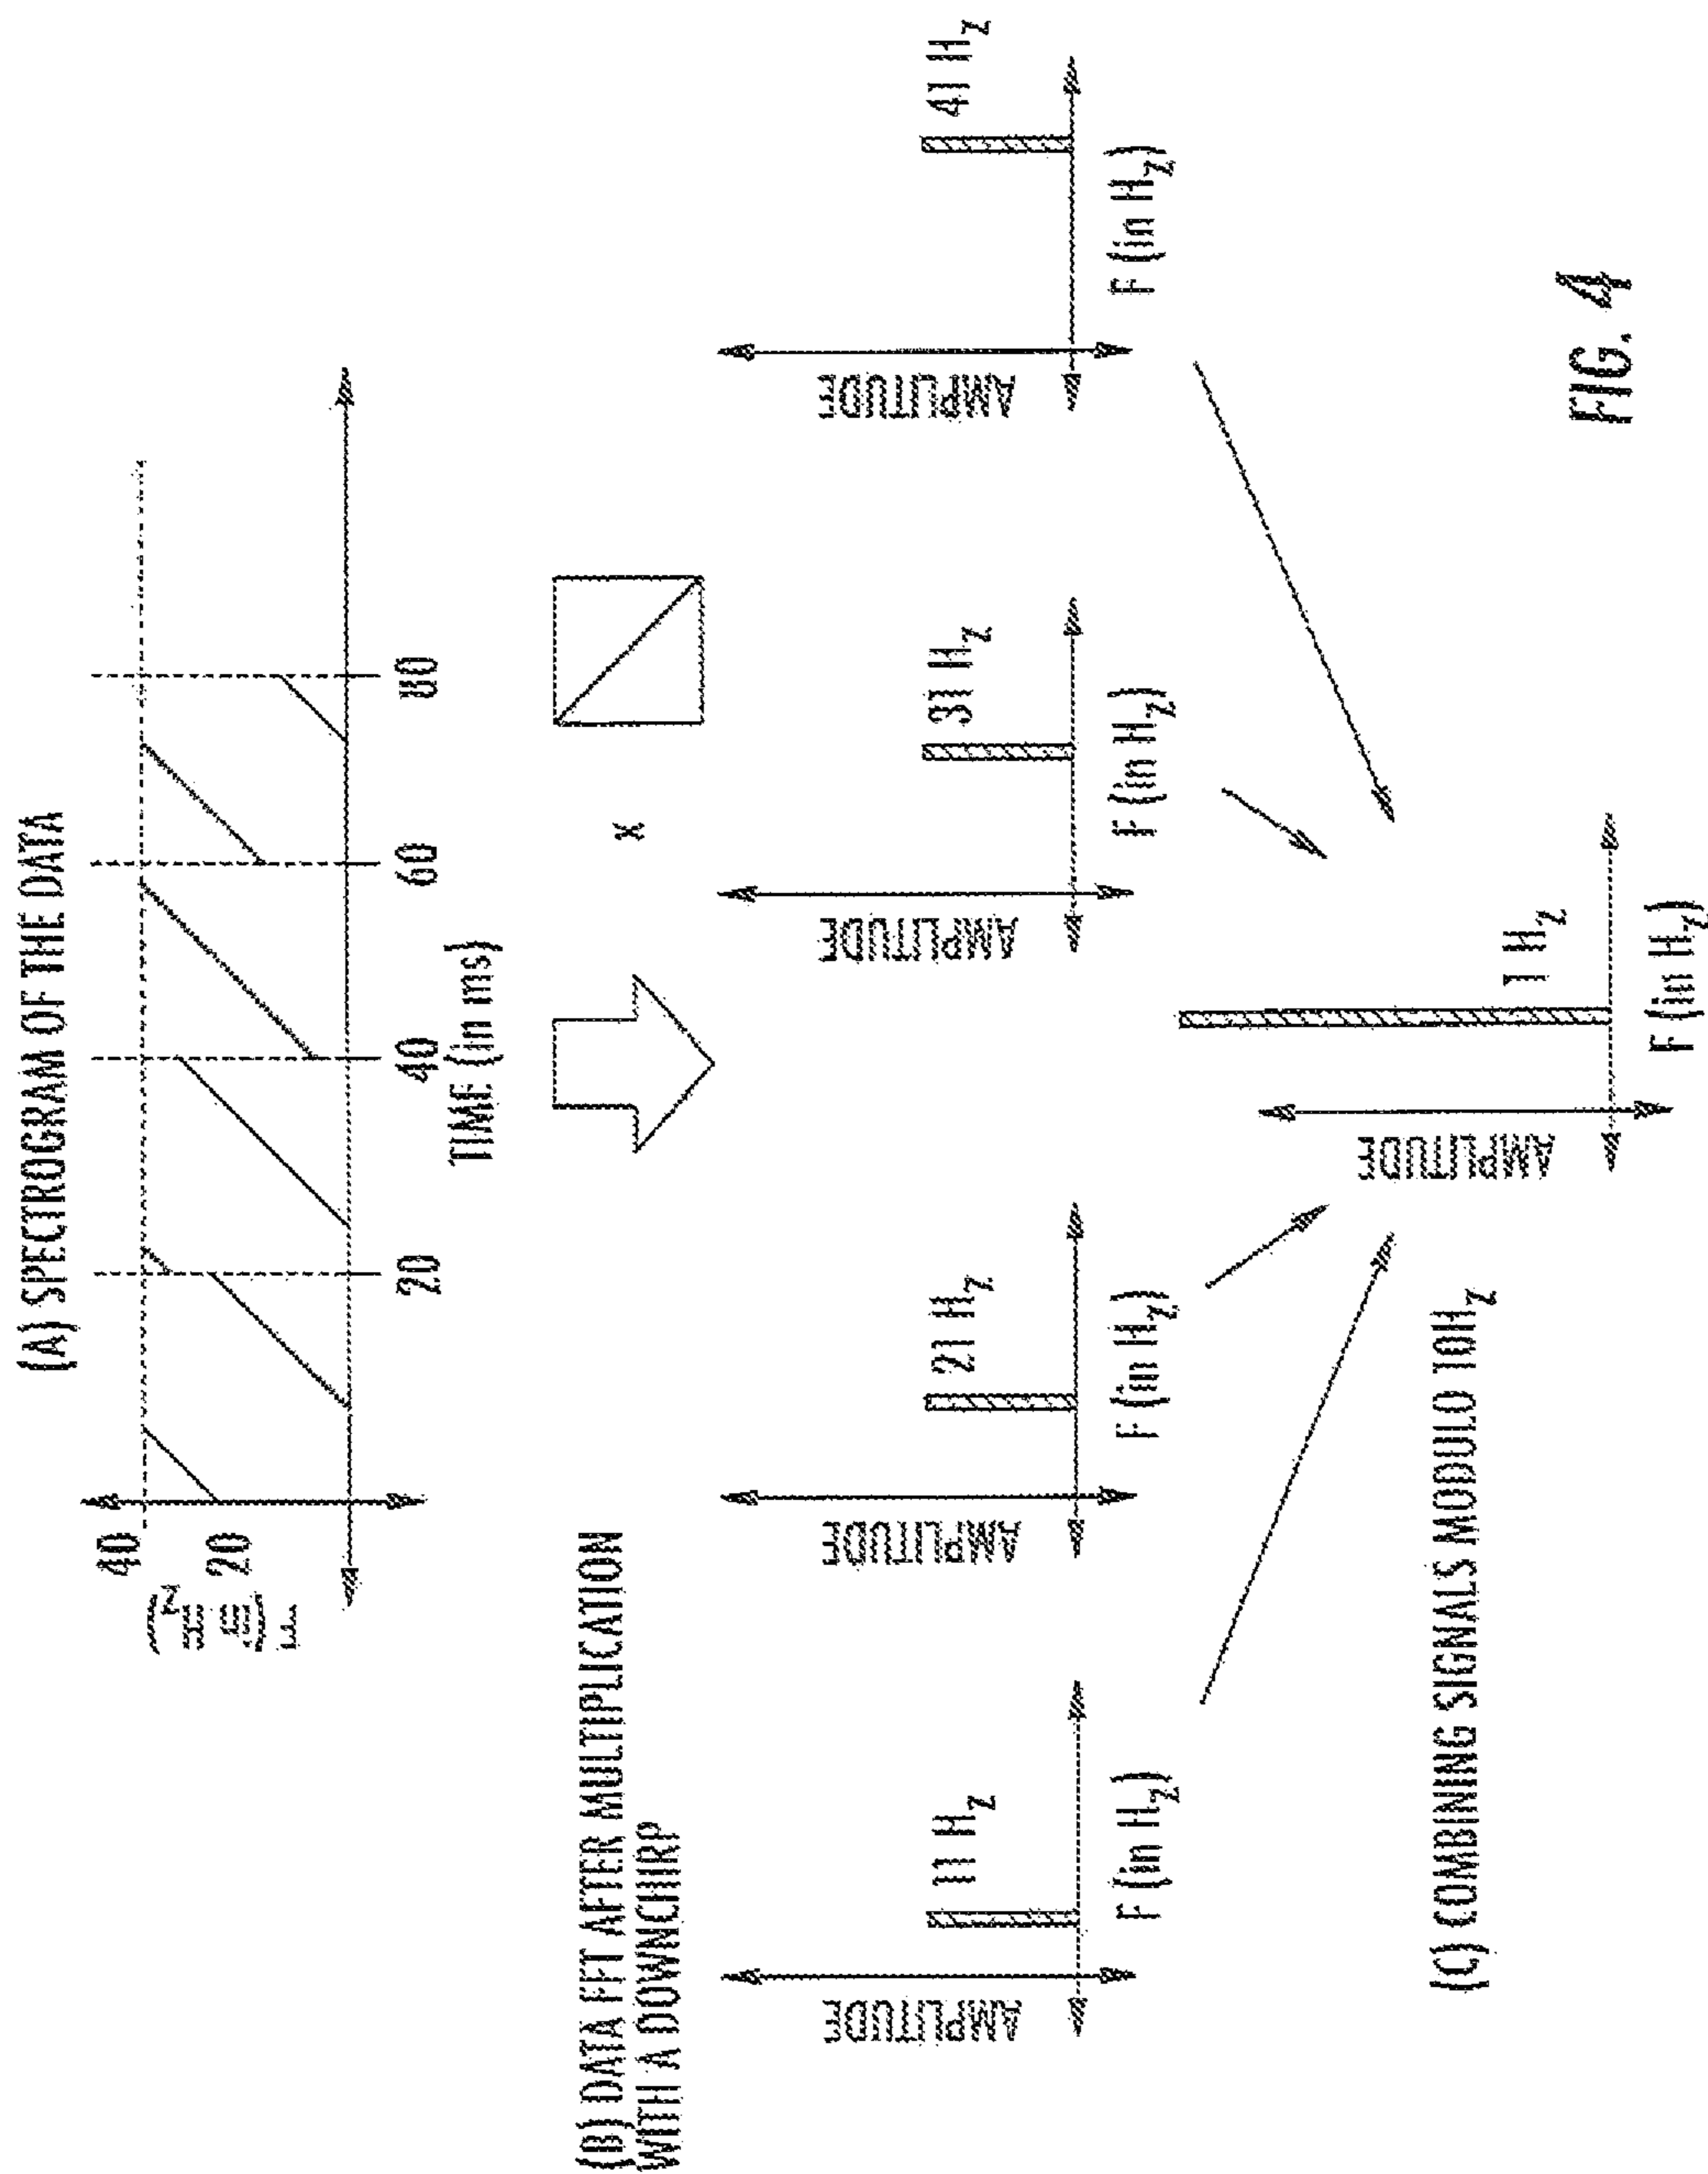 (A) SPECTROGRAM OF THE DATA
F (in Hz)
40
20
20
40
60
80
TIME (in ms)
(B) DATA FFT AFTER MULTIPLICATION
WITH A DOWNCHIRP
x
AMPLITUDE
11 Hz
F (in Hz)
AMPLITUDE
21 Hz
F (in Hz)
AMPLITUDE
31 Hz
F (in Hz)
AMPLITUDE
41 Hz
F (in Hz)
(C) COMBINING SIGNALS MODULO 10Hz
AMPLITUDE
1 Hz
F (in Hz)
FIG. 4